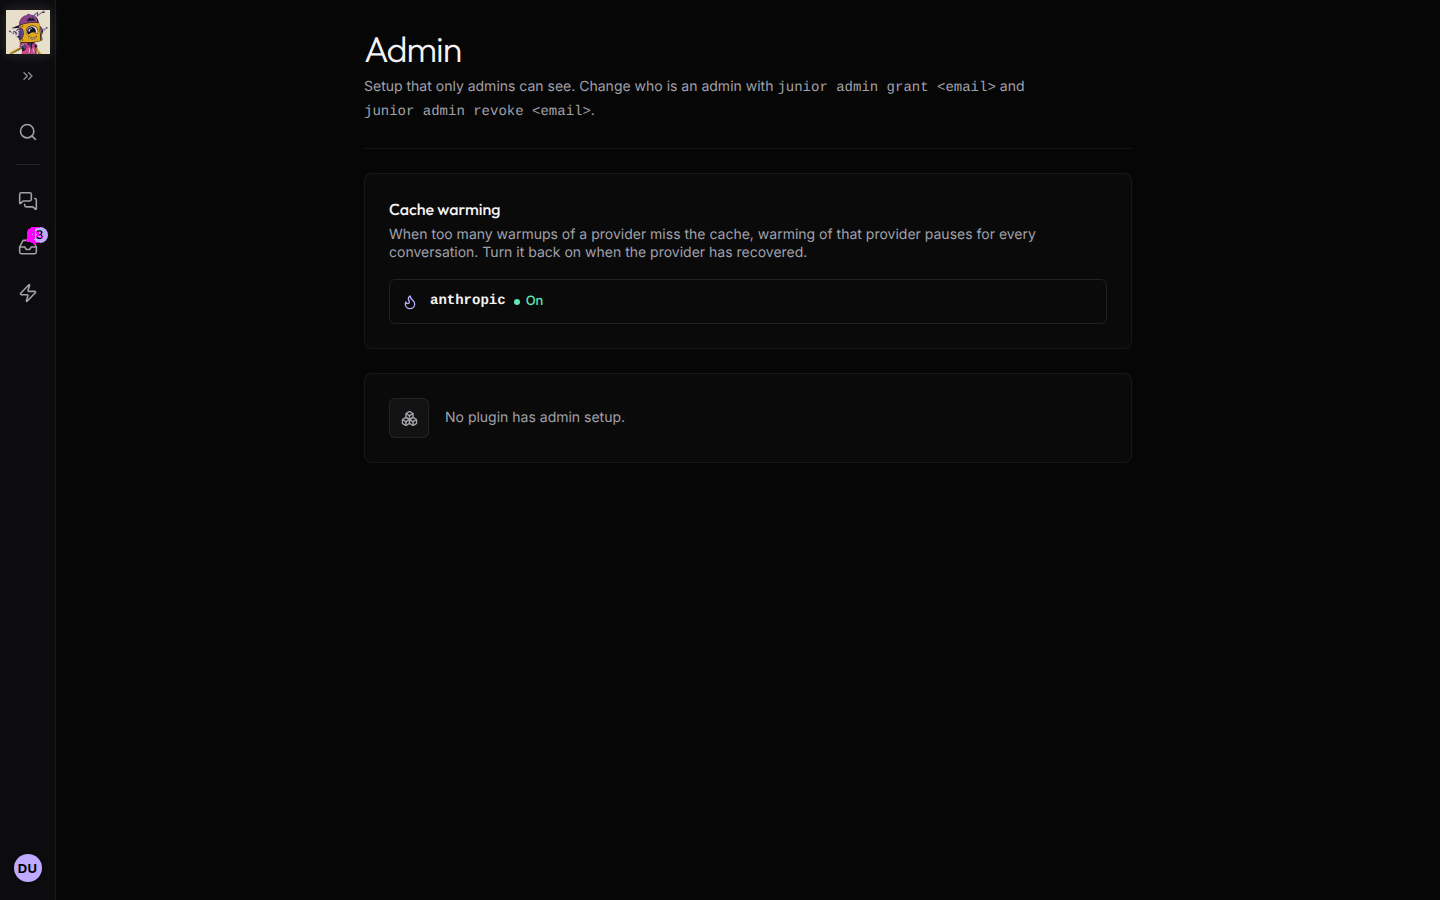 Admin
Setup that only admins can see. Change who is an admin with junior admin grant <email> and
junior admin revoke <email>.
Cache warming
When too many warmups of a provider miss the cache, warming of that provider pauses for every
conversation. Turn it back on when the provider has recovered.
anthropic On
No plugin has admin setup.
DU